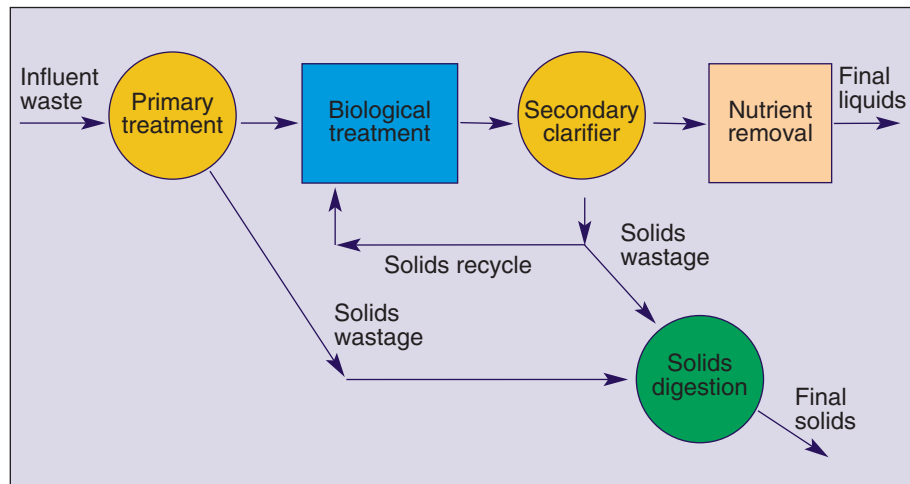 Influent
waste
Primary
treatment
Biological
treatment
Secondary
clarifier
Nutrient
removal
Final
liquids
Solids recycle
Solids
wastage
Solids
wastage
Solids
digestion
Final
solids